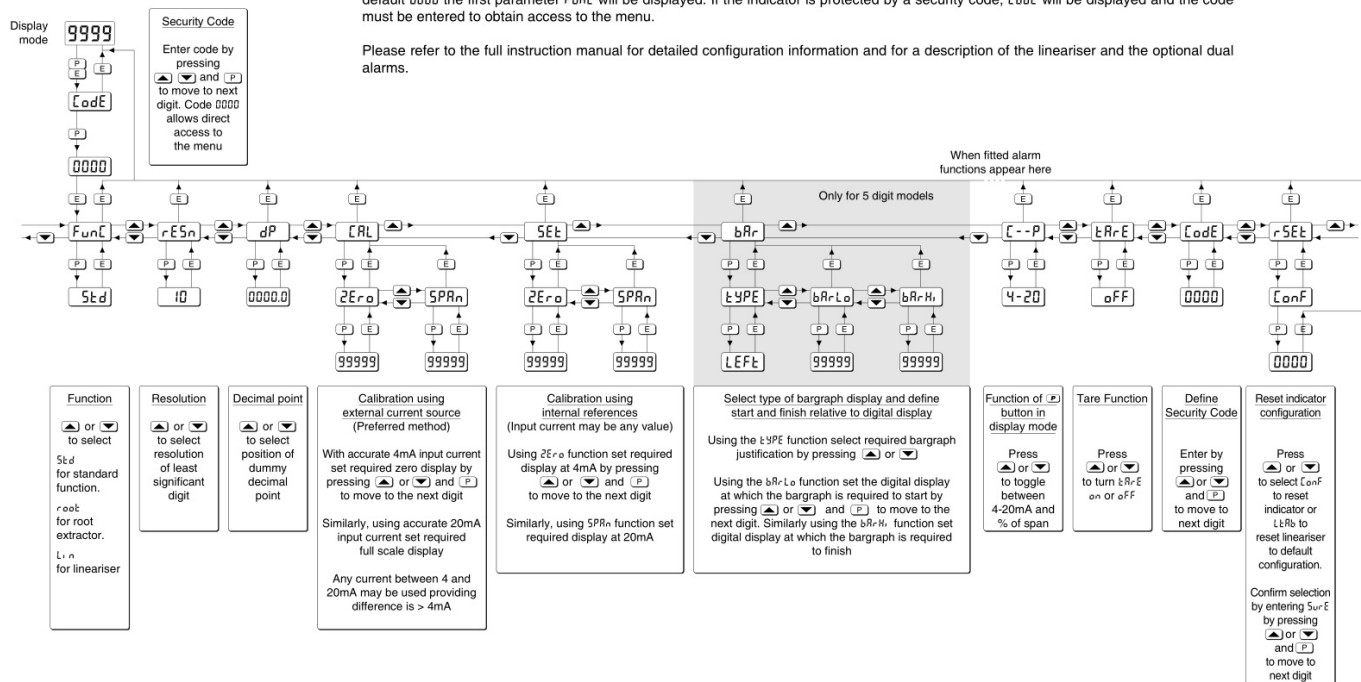 default 0000 the first parameter FunC will be displayed. If the indicator is protected by a security code, CodE will be displayed and the code
must be entered to obtain access to the menu.
Please refer to the full instruction manual for detailed configuration information and for a description of the lineariser and the optional dual
alarms.
Display
mode
9999
P
E
E
CodE
P
0000
Security Code
Enter code by
pressing
▲ ▼ and P
to move to next
digit. Code 0000
allows direct
access to
the menu
When fitted alarm
functions appear here
Only for 5 digit models
E E E E E E E E E E E
FunC rESn dP CAL SEt bAr C--P tArE CodE rSEt
P E P E P E P E P E P E P E P E P E P E
Std 10 0000.0 2Ero SPAn 2Ero SPAn tYPE bArLo bArHi 4-20 oFF 0000 ConF
P E P E P E P E P E P E P E P E
99999 99999 99999 99999 LEFt 99999 99999 0000
Function
▲ or ▼
to select
Std
for standard
function.
root
for root
extractor.
Lin
for lineariser
Resolution
▲ or ▼
to select
resolution
of least
significant
digit
Decimal point
▲ or ▼
to select
position of
dummy
decimal
point
Calibration using
external current source
(Preferred method)
With accurate 4mA input current
set required zero display by
pressing ▲ or ▼ and P
to move to the next digit
Similarly, using accurate 20mA
input current set required
full scale display
Any current between 4 and
20mA may be used providing
difference is > 4mA
Calibration using
internal references
(Input current may be any value)
Using 2Ero function set required
display at 4mA by pressing
▲ or ▼ and P
to move to the next digit
Similarly, using SPAn function set
required display at 20mA
Select type of bargraph display and define
start and finish relative to digital display
Using the tYPE function select required bargraph
justification by pressing ▲ or ▼
Using the bArLo function set the digital display
at which the bargraph is required to start by
pressing ▲ or ▼ and P to move to the
next digit. Similarly using the bArHi function set
digital display at which the bargraph is required
to finish
Function of P
button in
display mode
Press
▲ or ▼
to toggle
between
4-20mA and
% of span
Tare Function
Press
▲ or ▼
to turn tArE
on or oFF
Define
Security Code
Enter by
pressing
▲ or ▼
and P
to move to
next digit
Reset indicator
configuration
Press
▲ or ▼
to select ConF
to reset
indicator or
LtAb to
reset lineariser
to default
configuration.
Confirm selection
by entering SurE
by pressing
▲ or ▼
and P
to move to
next digit